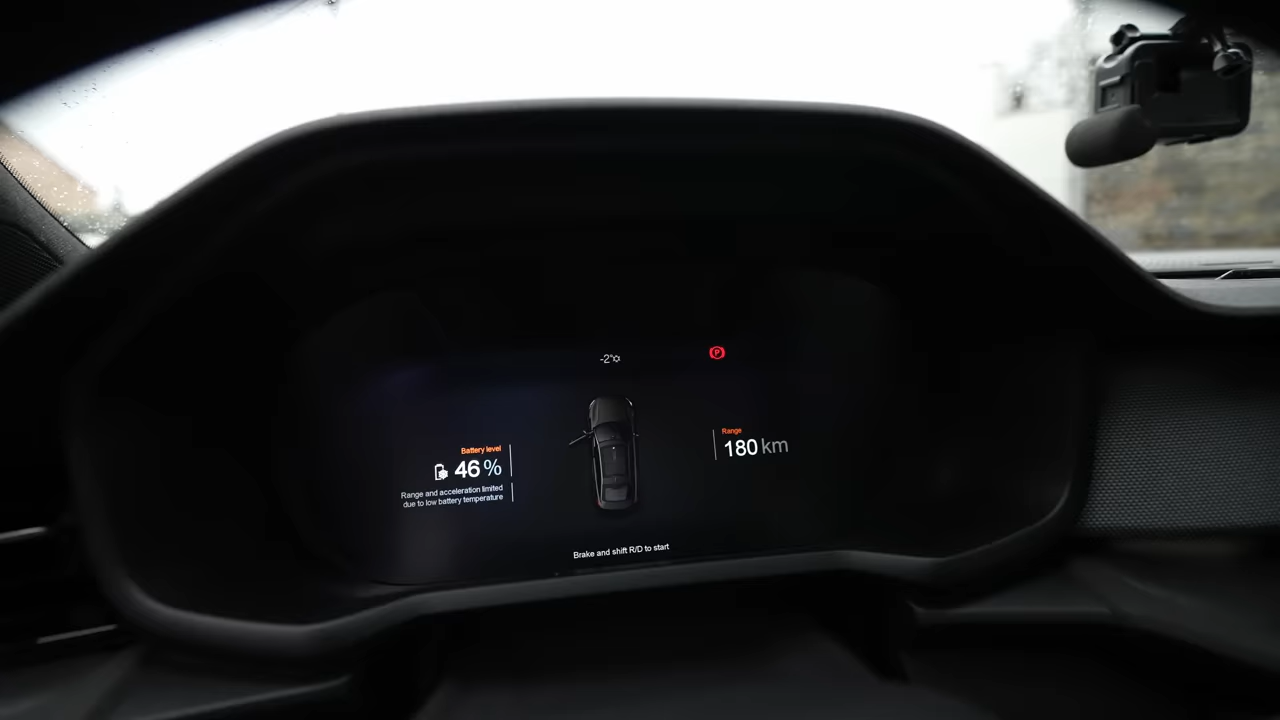 -2°
P
Battery level
46 %
Range and acceleration limited
due to low battery temperature
Range
180 km
Brake and shift R/D to start